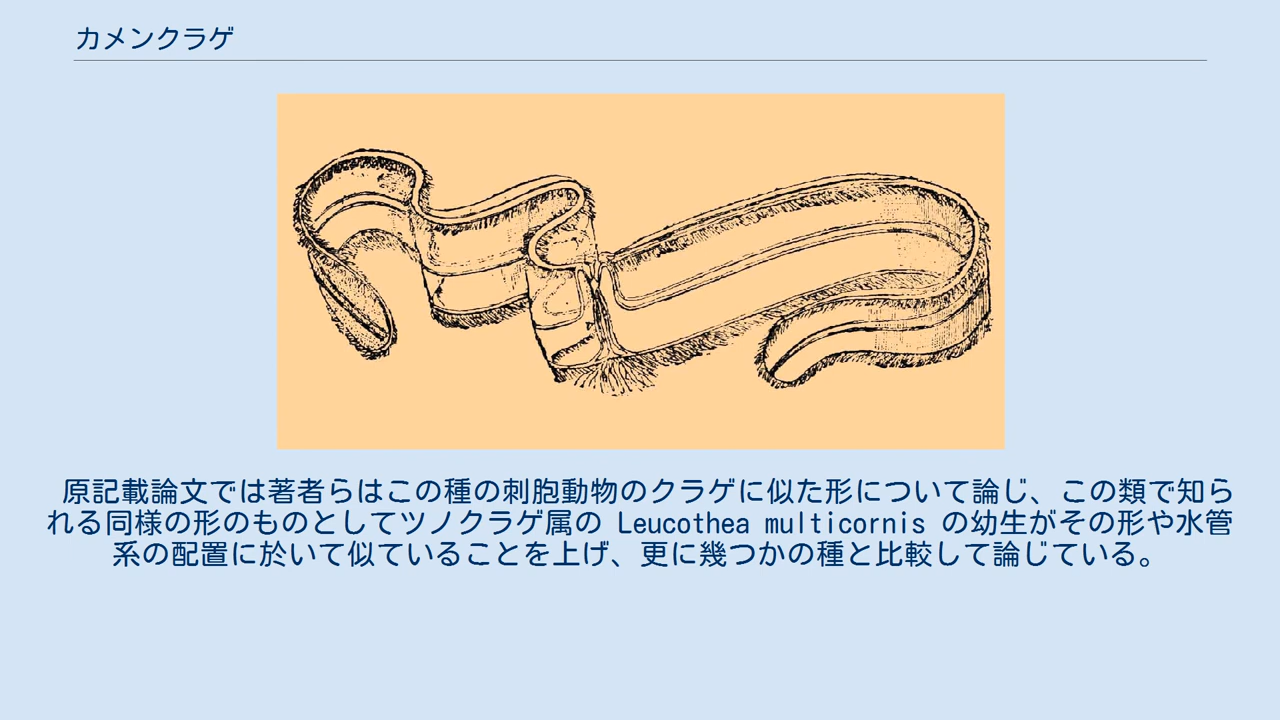 カメンクラゲ
原記載論文では著者らはこの種の刺胞動物のクラゲに似た形について論じ、この類で知ら
れる同様の形のものとしてツノクラゲ属の Leucothea multicornis の幼生がその形や水管
系の配置に於いて似ていることを上げ、更に幾つかの種と比較して論じている。